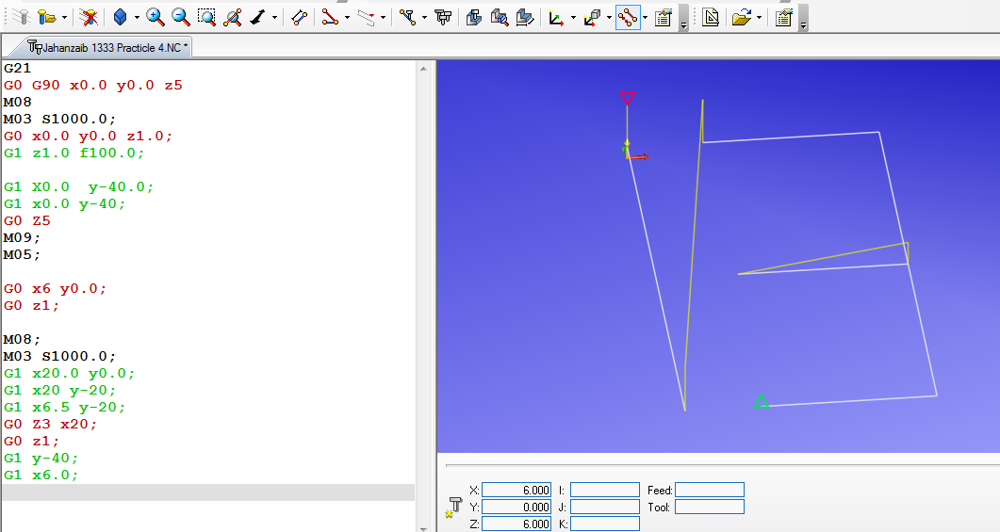 Jahanzaib 1333 Practicle 4.NC *
G21
G0 G90 x0.0 y0.0 z5
M08
M03 S1000.0;
G0 x0.0 y0.0 z1.0;
G1 z1.0 f100.0;
G1 X0.0  y-40.0;
G1 x0.0 y-40;
G0 Z5
M09;
M05;
G0 x6 y0.0;
G0 z1;
M08;
M03 S1000.0;
G1 x20.0 y0.0;
G1 x20 y-20;
G1 x6.5 y-20;
G0 Z3 x20;
G0 z1;
G1 y-40;
G1 x6.0;
X: 6.000 I: Feed:
Y: 0.000 J: Tool:
Z: 6.000 K: